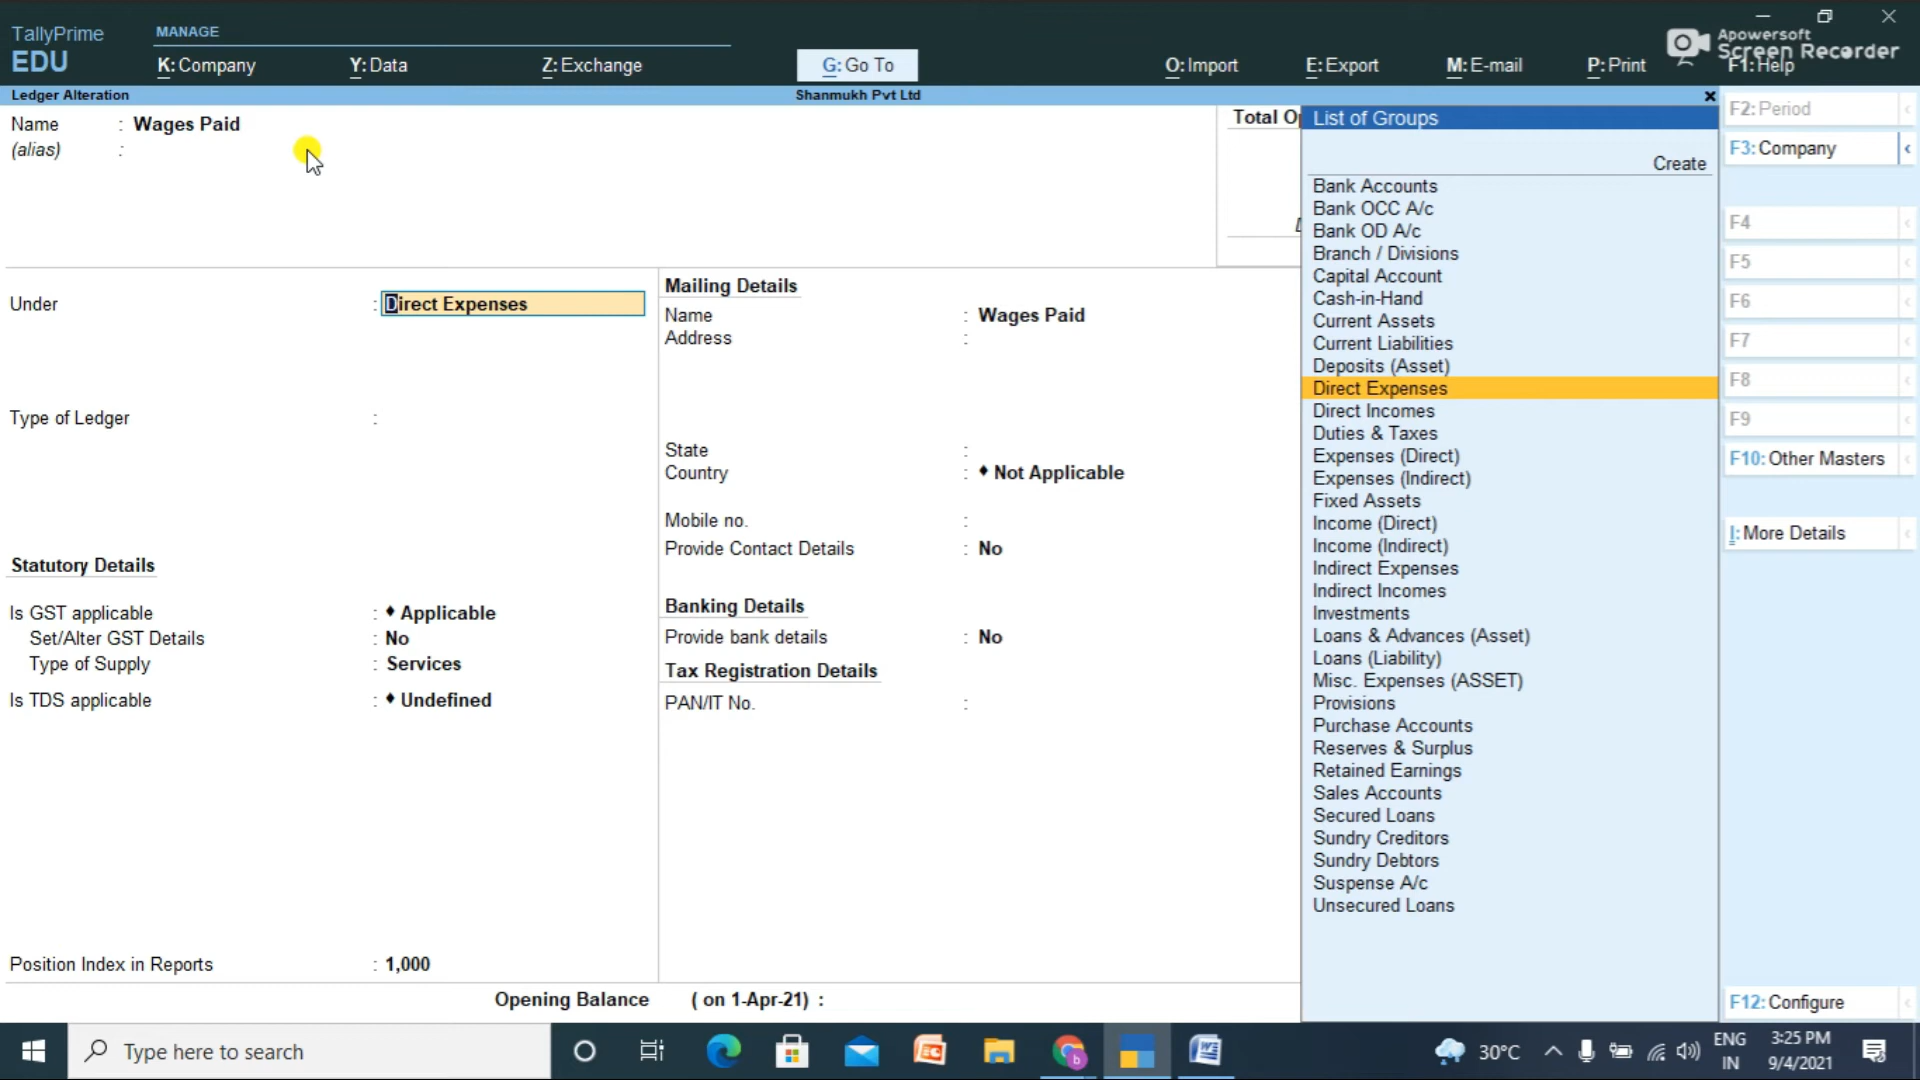 TallyPrime
EDU
MANAGE
K: Company
Y: Data
Z: Exchange
G: Go To
O: Import
E: Export
M: E-mail
P: Print
F1: Help
Apowersoft
Screen Recorder
Ledger Alteration
Shanmukh Pvt Ltd
Name : Wages Paid
(alias) :
Total O
Under : Direct Expenses
Type of Ledger :
Statutory Details
Is GST applicable : ♦ Applicable
Set/Alter GST Details : No
Type of Supply : Services
Is TDS applicable : ♦ Undefined
Position Index in Reports : 1,000
Mailing Details
Name : Wages Paid
Address :
State :
Country : ♦ Not Applicable
Mobile no. :
Provide Contact Details : No
Banking Details
Provide bank details : No
Tax Registration Details
PAN/IT No. :
Opening Balance ( on 1-Apr-21) :
List of Groups
Create
Bank Accounts
Bank OCC A/c
Bank OD A/c
Branch / Divisions
Capital Account
Cash-in-Hand
Current Assets
Current Liabilities
Deposits (Asset)
Direct Expenses
Direct Incomes
Duties & Taxes
Expenses (Direct)
Expenses (Indirect)
Fixed Assets
Income (Direct)
Income (Indirect)
Indirect Expenses
Indirect Incomes
Investments
Loans & Advances (Asset)
Loans (Liability)
Misc. Expenses (ASSET)
Provisions
Purchase Accounts
Reserves & Surplus
Retained Earnings
Sales Accounts
Secured Loans
Sundry Creditors
Sundry Debtors
Suspense A/c
Unsecured Loans
F2: Period
F3: Company
F4
F5
F6
F7
F8
F9
F10: Other Masters
I: More Details
F12: Configure
Type here to search
30°C
ENG
IN
3:25 PM
9/4/2021